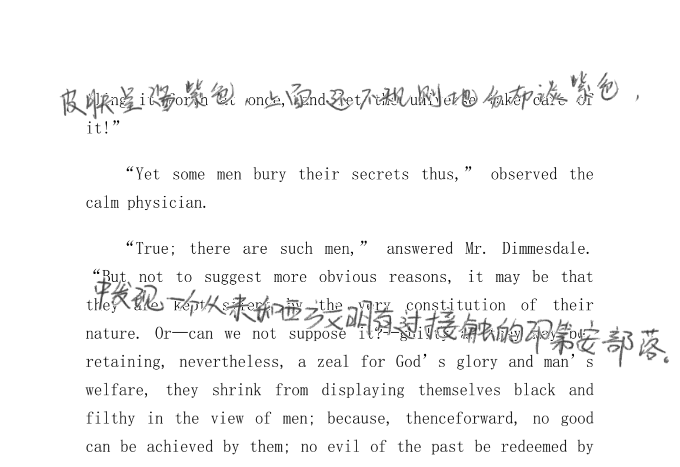 皮肤呈深紫色，上面还不规则地分布淡紫色，
it forth at once, and let the universe take care of
it!”
“Yet some men bury their secrets thus,” observed the
calm physician.
“True; there are such men,” answered Mr. Dimmesdale.
“But not to suggest more obvious reasons, it may be that
中发现一个从来和西方文明有过接触的印第安部落。
they are kept silent by the very constitution of their
nature. Or—can we not suppose it?—guilty as they may be,
retaining, nevertheless, a zeal for God’s glory and man’s
welfare, they shrink from displaying themselves black and
filthy in the view of men; because, thenceforward, no good
can be achieved by them; no evil of the past be redeemed by